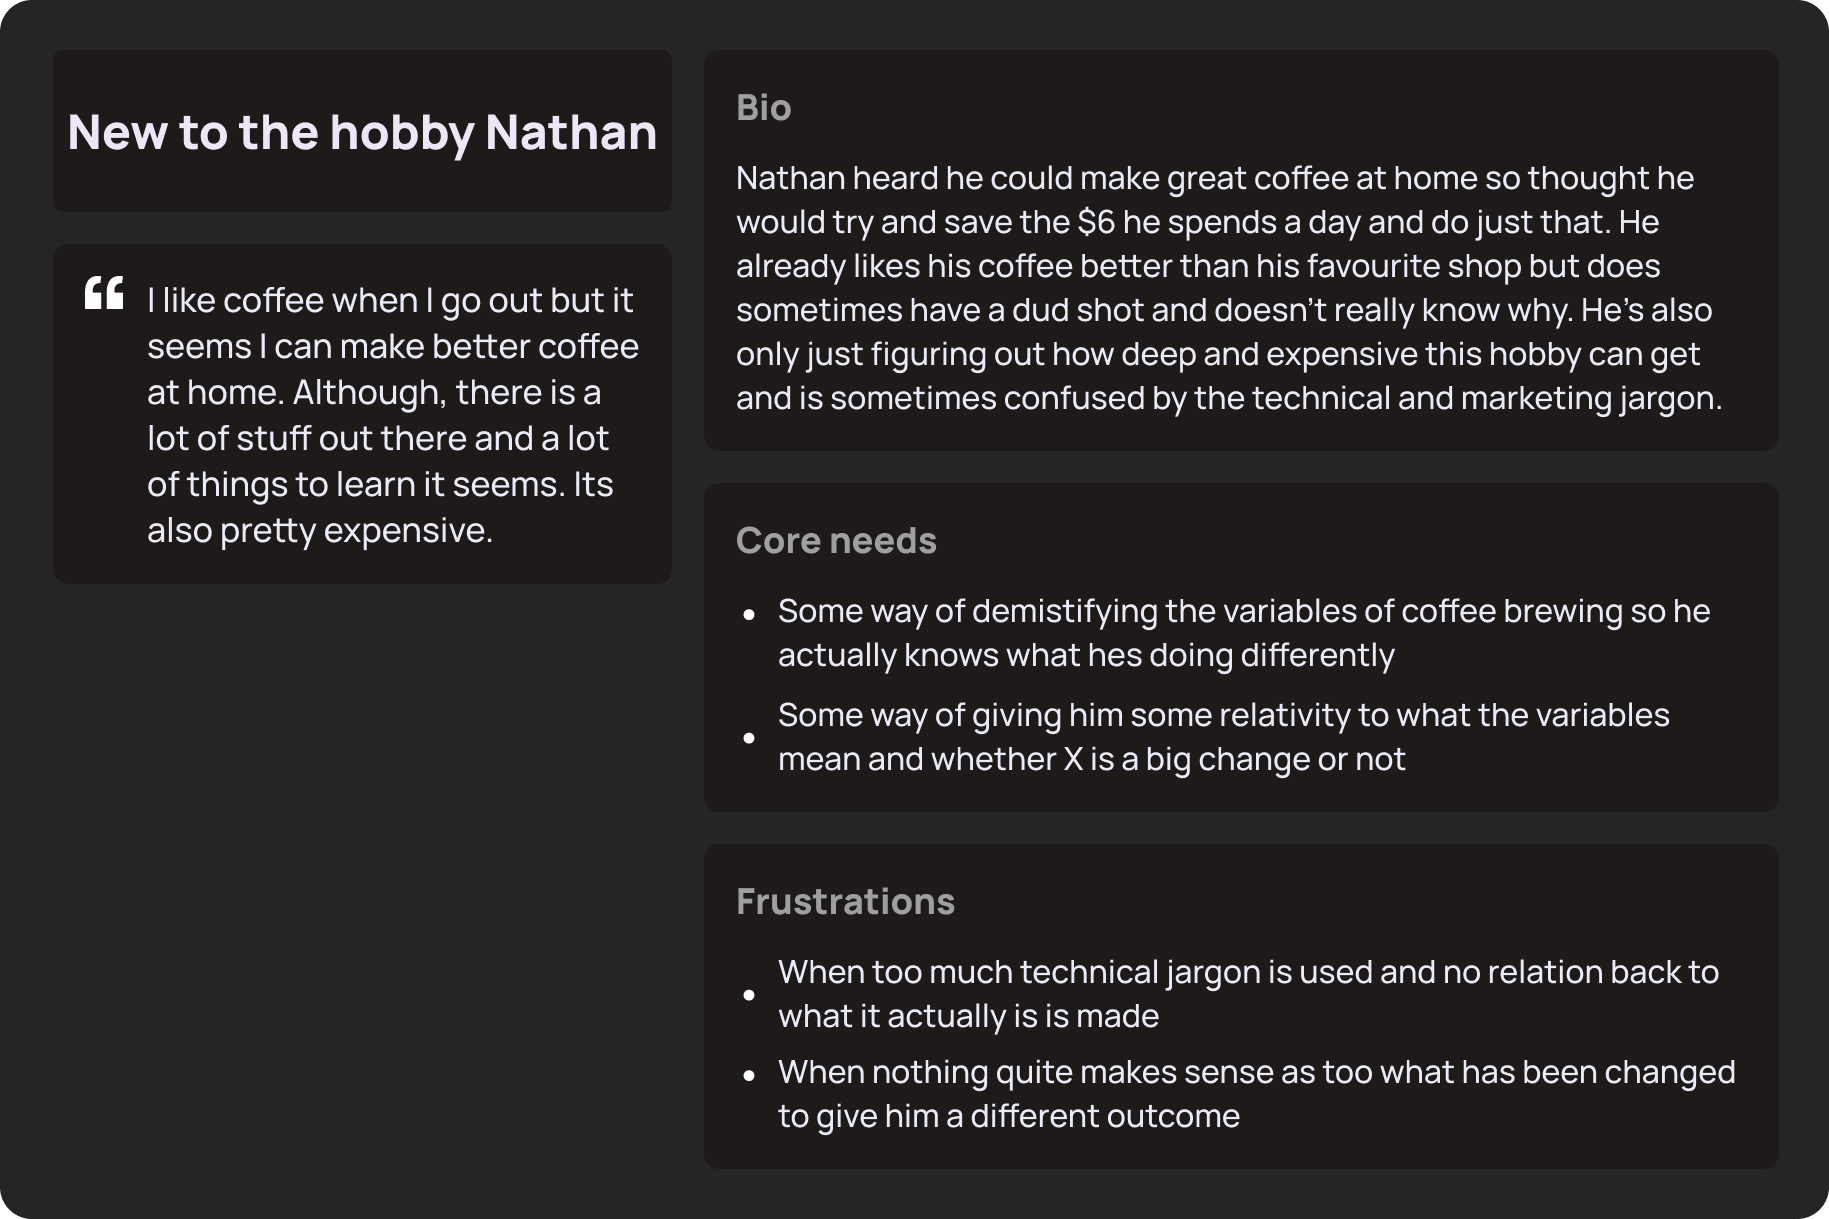 New to the hobby Nathan
“ I like coffee when I go out but it
seems I can make better coffee
at home. Although, there is a
lot of stuff out there and a lot
of things to learn it seems. Its
also pretty expensive.
Bio
Nathan heard he could make great coffee at home so thought he
would try and save the $6 he spends a day and do just that. He
already likes his coffee better than his favourite shop but does
sometimes have a dud shot and doesn’t really know why. He’s also
only just figuring out how deep and expensive this hobby can get
and is sometimes confused by the technical and marketing jargon.
Core needs
• Some way of demistifying the variables of coffee brewing so he
actually knows what hes doing differently
• Some way of giving him some relativity to what the variables
mean and whether X is a big change or not
Frustrations
• When too much technical jargon is used and no relation back to
what it actually is is made
• When nothing quite makes sense as too what has been changed
to give him a different outcome